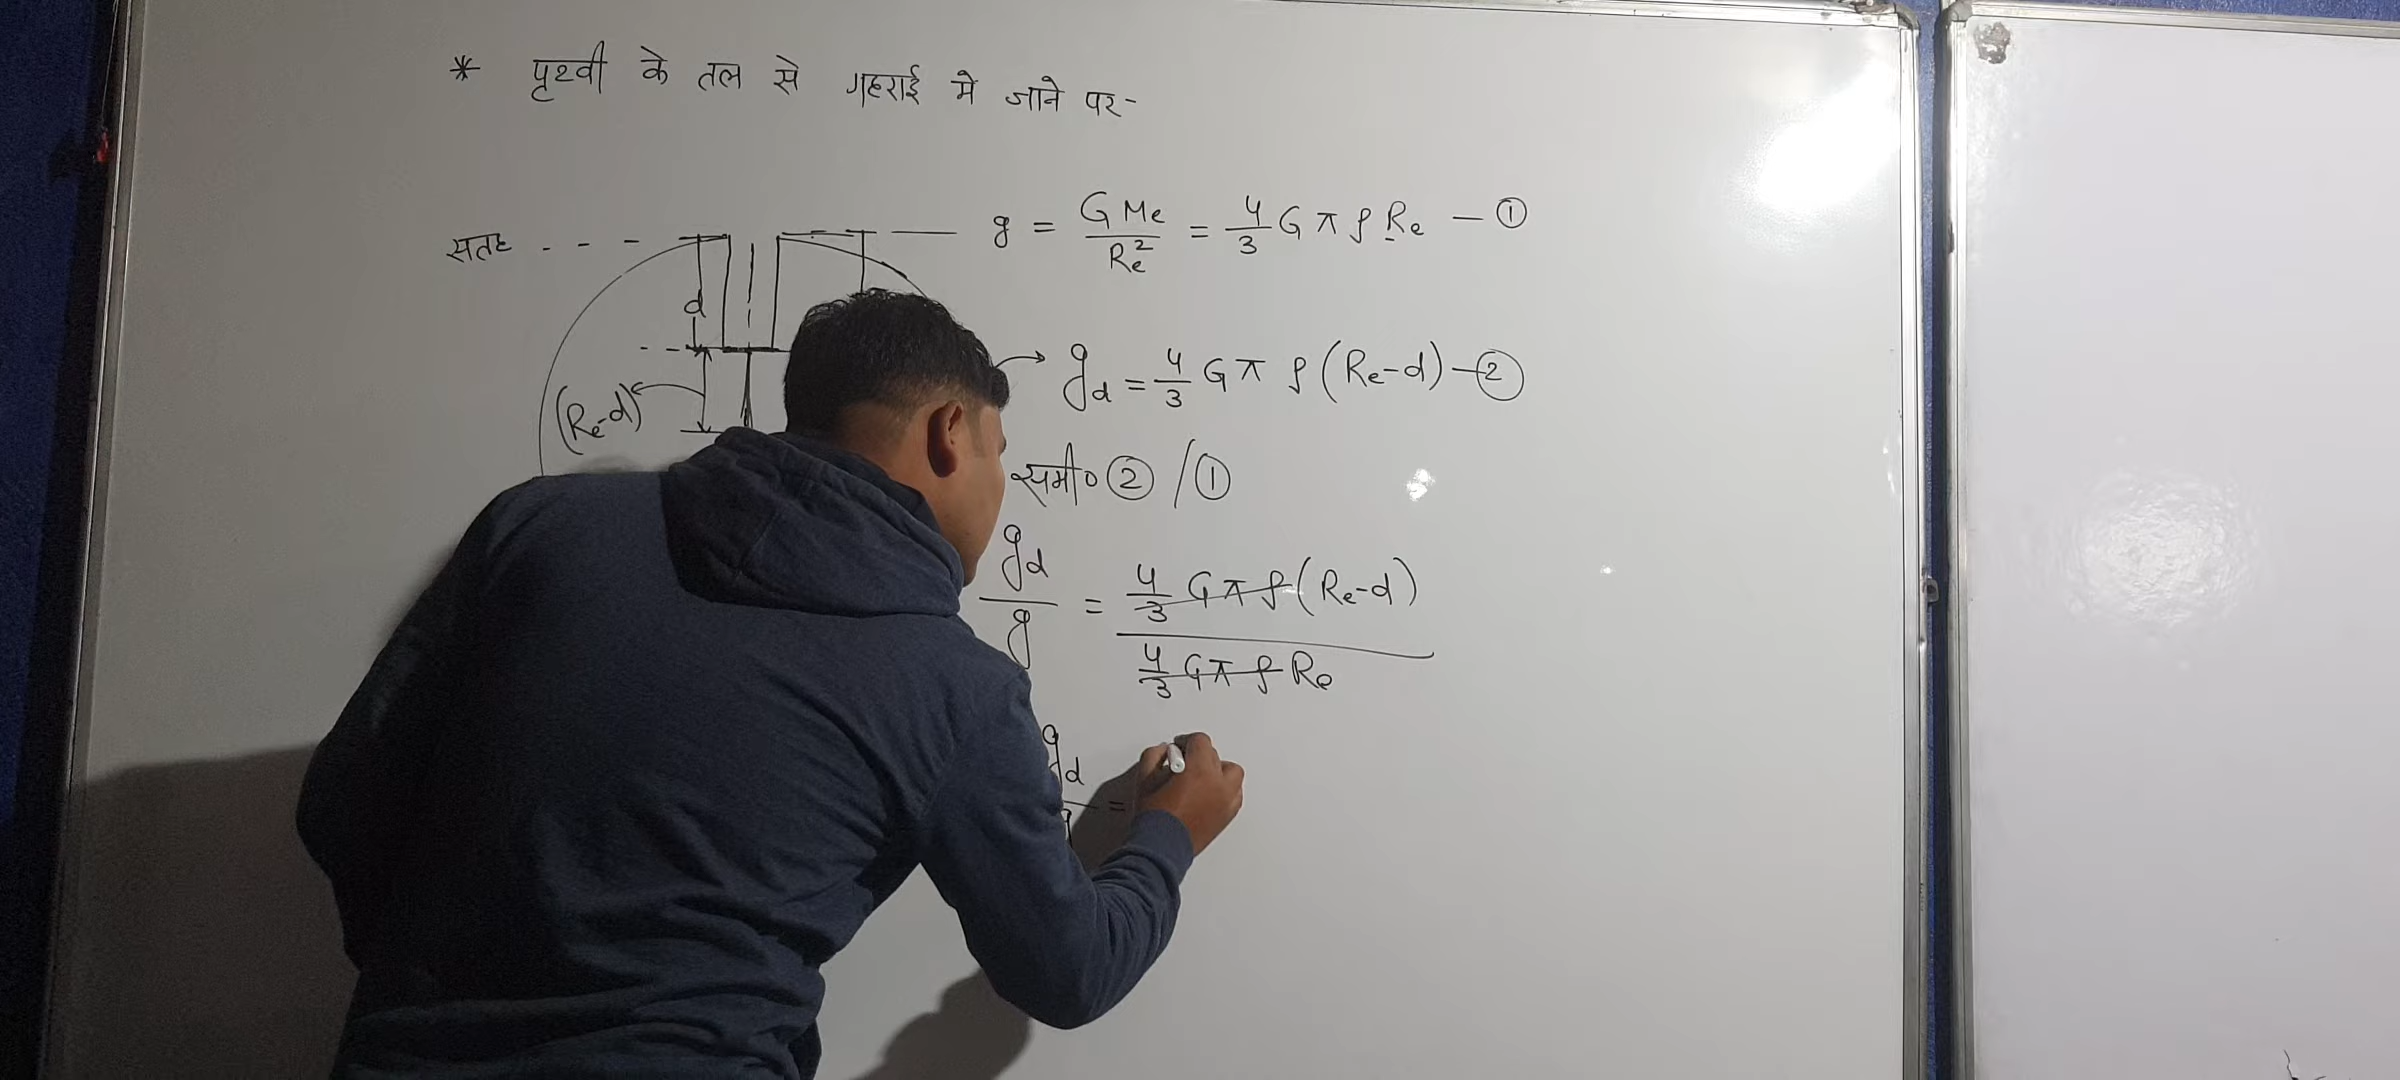 * पृथ्वी के तल से गहराई मे जाने पर-
सतह - - - g = G Me / Re² = 4/3 G π ρ Re - ①
d
gd = 4/3 G π ρ (Re-d) - ②
(Re-d)
समी० ② / ①
gd / g = 4/3 G π ρ (Re-d) / 4/3 G π ρ Re
gd / g =